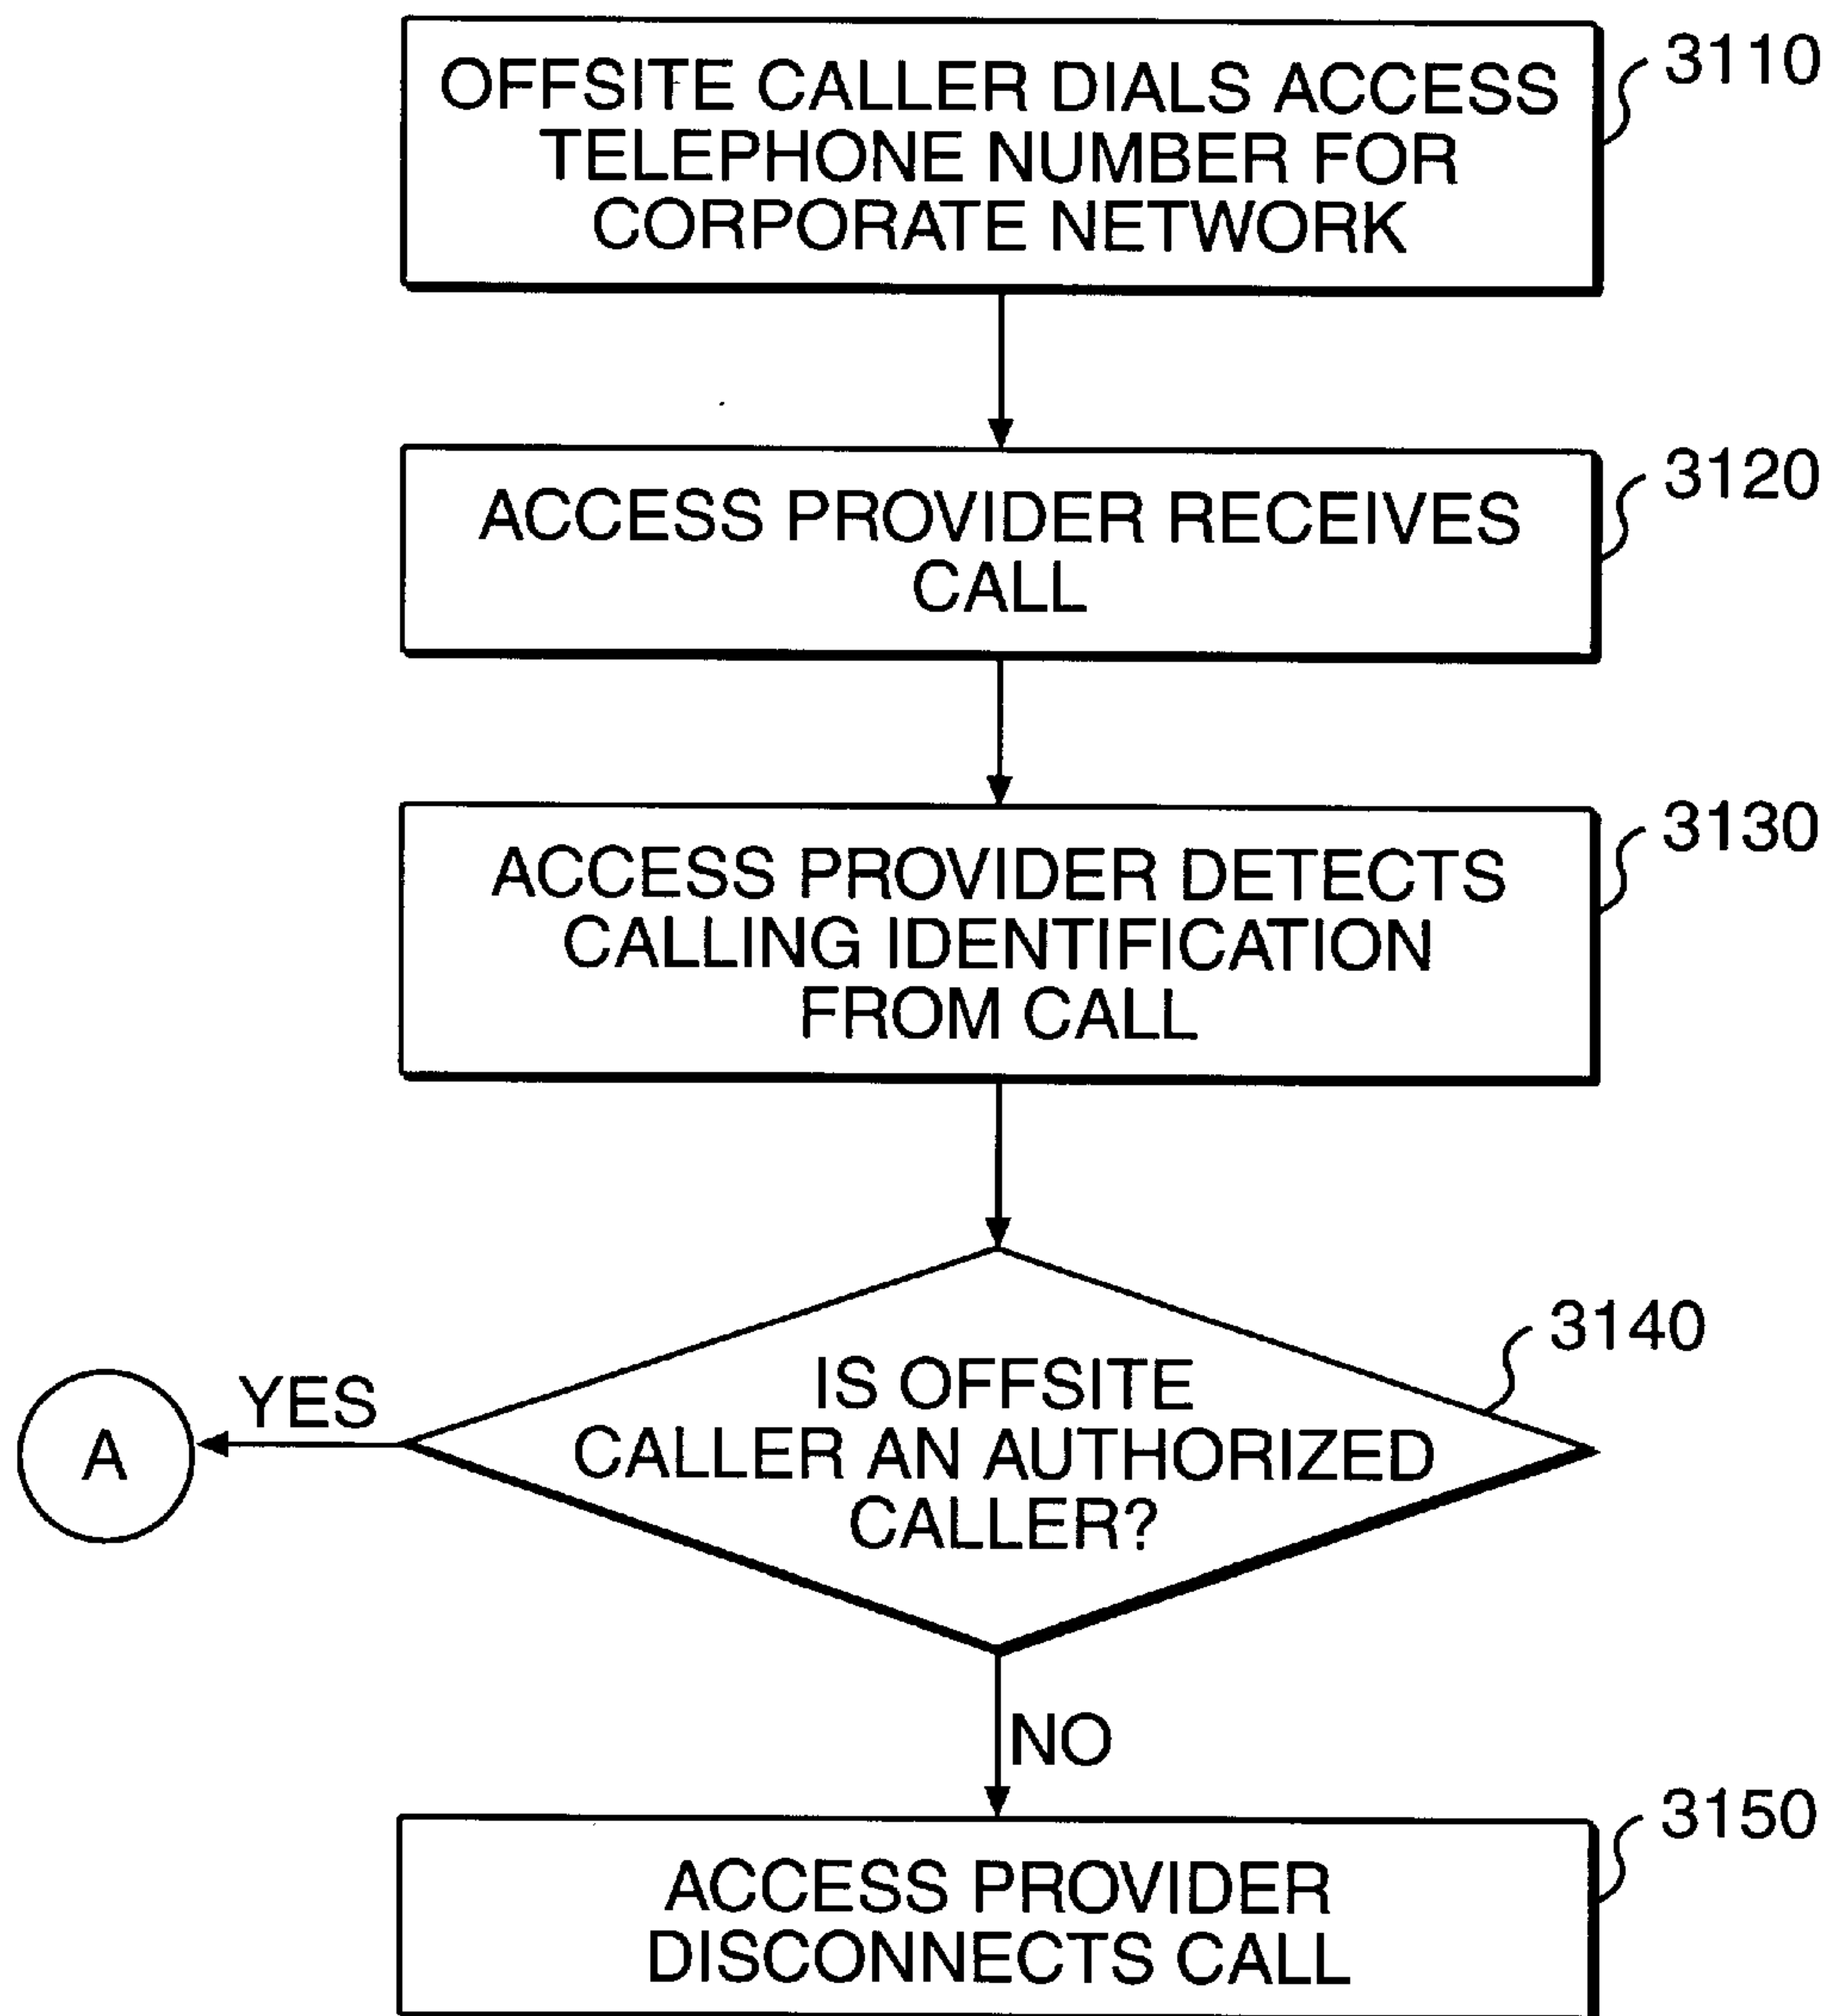 OFFSITE CALLER DIALS ACCESS
TELEPHONE NUMBER FOR
CORPORATE NETWORK
3110
ACCESS PROVIDER RECEIVES
CALL
3120
ACCESS PROVIDER DETECTS
CALLING IDENTIFICATION
FROM CALL
3130
IS OFFSITE
CALLER AN AUTHORIZED
CALLER?
3140
YES
A
NO
ACCESS PROVIDER
DISCONNECTS CALL
3150